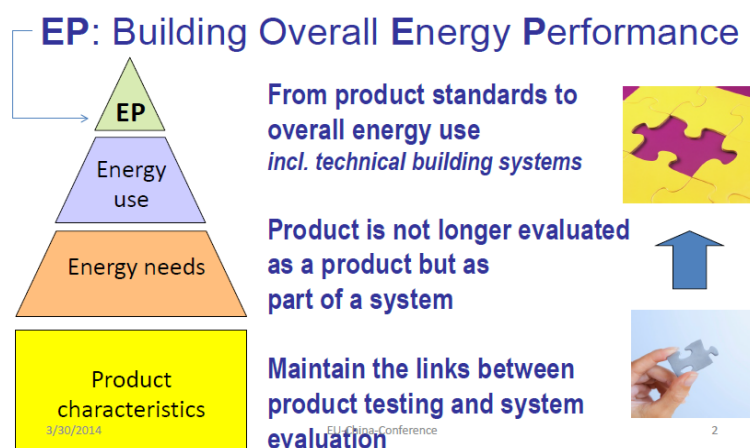 EP: Building Overall Energy Performance
EP
Energy
use
Energy needs
Product
characteristics
From product standards to
overall energy use
incl. technical building systems
Product is not longer evaluated
as a product but as
part of a system
Maintain the links between
product testing and system
evaluation
3/30/2014
EU-China-Conference
2